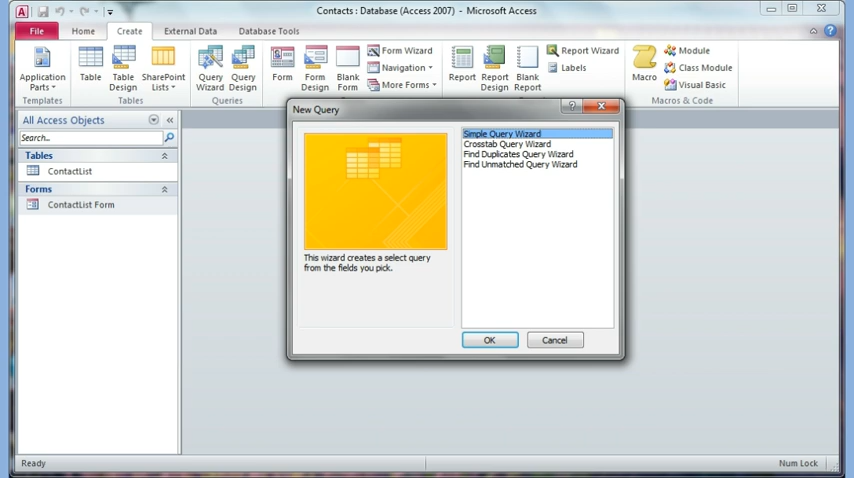 Contacts : Database (Access 2007) - Microsoft Access
File Home Create External Data Database Tools
Application Parts
Table
Table Design
SharePoint Lists
Query Wizard
Query Design
Form
Form Design
Blank Form
Form Wizard
Navigation
More Forms
Report
Report Design
Blank Report
Report Wizard
Labels
Macro
Module
Class Module
Visual Basic
Templates
Tables
Queries
Macros & Code
All Access Objects
Search...
Tables
ContactList
Forms
ContactList Form
New Query
Simple Query Wizard
Crosstab Query Wizard
Find Duplicates Query Wizard
Find Unmatched Query Wizard
This wizard creates a select query
from the fields you pick.
OK
Cancel
Ready
Num Lock